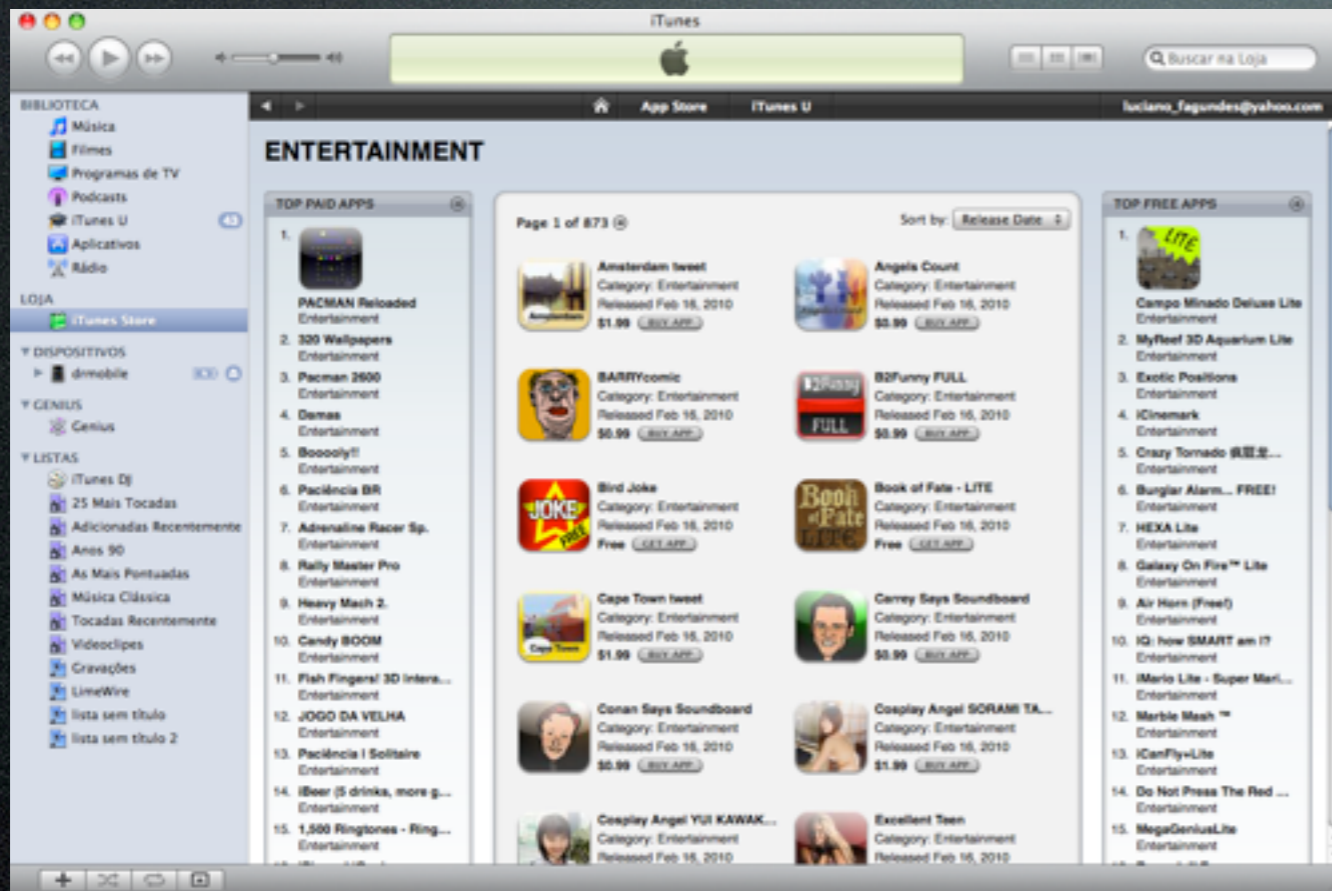 iTunes
Buscar na Loja
BIBLIOTECA
Música
Filmes
Programas de TV
Podcasts
iTunes U
Aplicativos
Rádio
LOJA
iTunes Store
DISPOSITIVOS
drmobile
GENIUS
Genius
LISTAS
iTunes DJ
25 Mais Tocadas
Adicionadas Recentemente
Anos 90
As Mais Pontuadas
Música Clássica
Tocadas Recentemente
Videoclipes
Gravações
LimeWire
lista sem título
lista sem título 2
App Store
iTunes U
luciano_fagundes@yahoo.com
ENTERTAINMENT
TOP PAID APPS
1.
PACMAN Reloaded
Entertainment
2. 320 Wallpapers
Entertainment
3. Pacman 2600
Entertainment
4. Damas
Entertainment
5. Booooly!!
Entertainment
6. Paciência BR
Entertainment
7. Adrenaline Racer Sp.
Entertainment
8. Rally Master Pro
Entertainment
9. Heavy Mach 2.
Entertainment
10. Candy BOOM
Entertainment
11. Fish Fingers! 3D Intera...
Entertainment
12. JOGO DA VELHA
Entertainment
13. Paciência | Solitaire
Entertainment
14. iBeer (5 drinks, more g...
Entertainment
15. 1,500 Ringtones - Ring...
Entertainment
Page 1 of 873
Sort by: Release Date
Amsterdam
Amsterdam tweet
Category: Entertainment
Released Feb 16, 2010
$1.99 BUY APP
Angels Count
Category: Entertainment
Released Feb 16, 2010
$0.99 BUY APP
BARRYcomic
Category: Entertainment
Released Feb 16, 2010
$0.99 BUY APP
B2Funny
FULL
B2Funny FULL
Category: Entertainment
Released Feb 16, 2010
$0.99 BUY APP
JOKE
FREE
Bird Joke
Category: Entertainment
Released Feb 16, 2010
Free GET APP
Book
of Fate
LITE
Book of Fate - LITE
Category: Entertainment
Released Feb 16, 2010
Free GET APP
Cape Town
Cape Town tweet
Category: Entertainment
Released Feb 16, 2010
$1.99 BUY APP
Carrey Says Soundboard
Category: Entertainment
Released Feb 16, 2010
$0.99 BUY APP
Conan Says Soundboard
Category: Entertainment
Released Feb 16, 2010
$0.99 BUY APP
Cosplay Angel SORAMI TA...
Category: Entertainment
Released Feb 16, 2010
$1.99 BUY APP
Cosplay Angel YUI KAWAK...
Category: Entertainment
Released Feb 16, 2010
Excellent Teen
Category: Entertainment
Released Feb 16, 2010
TOP FREE APPS
1.
LITE
Campo Minado Deluxe Lite
Entertainment
2. MyReef 3D Aquarium Lite
Entertainment
3. Exotic Positions
Entertainment
4. iCinemark
Entertainment
5. Crazy Tornado
Entertainment
6. Burglar Alarm... FREE!
Entertainment
7. HEXA Lite
Entertainment
8. Galaxy On Fire™ Lite
Entertainment
9. Air Horn (Free!)
Entertainment
10. IQ: how SMART am I?
Entertainment
11. iMario Lite - Super Mari...
Entertainment
12. Marble Mash ™
Entertainment
13. iCanFly+Lite
Entertainment
14. Do Not Press The Red ...
Entertainment
15. MegaGeniusLite
Entertainment